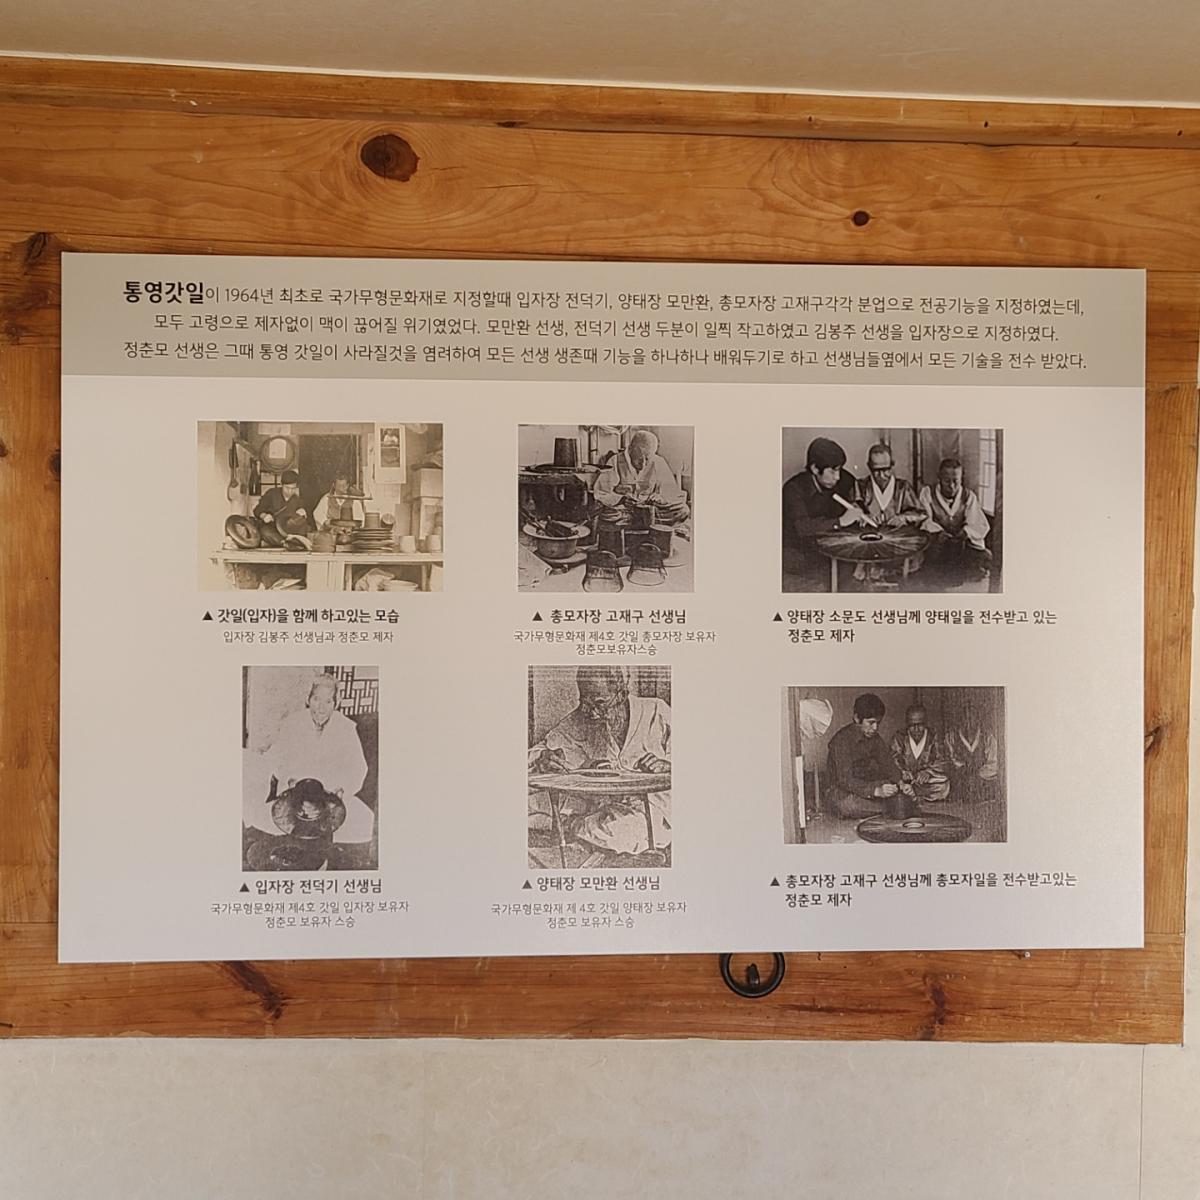 통영갓일이 1964년 최초로 국가무형문화재로 지정할때 입자장 전덕기, 양태장 모만환, 총모자장 고재구각각 분업으로 전공기능을 지정하였는데,
모두 고령으로 제자없이 맥이 끊어질 위기였었다. 모만환 선생, 전덕기 선생 두분이 일찍 작고하였고 김봉주 선생을 입자장으로 지정하였다.
정춘모 선생은 그때 통영 갓일이 사라질것을 염려하여 모든 선생 생존때 기능을 하나하나 배워두기로 하고 선생님들옆에서 모든 기술을 전수 받았다.
▲ 갓일(입자)을 함께 하고있는 모습
입자장 김봉주 선생님과 정춘모 제자
▲ 총모자장 고재구 선생님
국가무형문화재 제4호 갓일 총모자장 보유자
정춘모보유자스승
▲ 양태장 소문도 선생님께 양태일을 전수받고 있는
정춘모 제자
▲ 입자장 전덕기 선생님
국가무형문화재 제4호 갓일 입자장 보유자
정춘모 보유자 스승
▲ 양태장 모만환 선생님
국가무형문화재 제 4호 갓일 양태장 보유자
정춘모 보유자 스승
▲ 총모자장 고재구 선생님께 총모자일을 전수받고있는
정춘모 제자